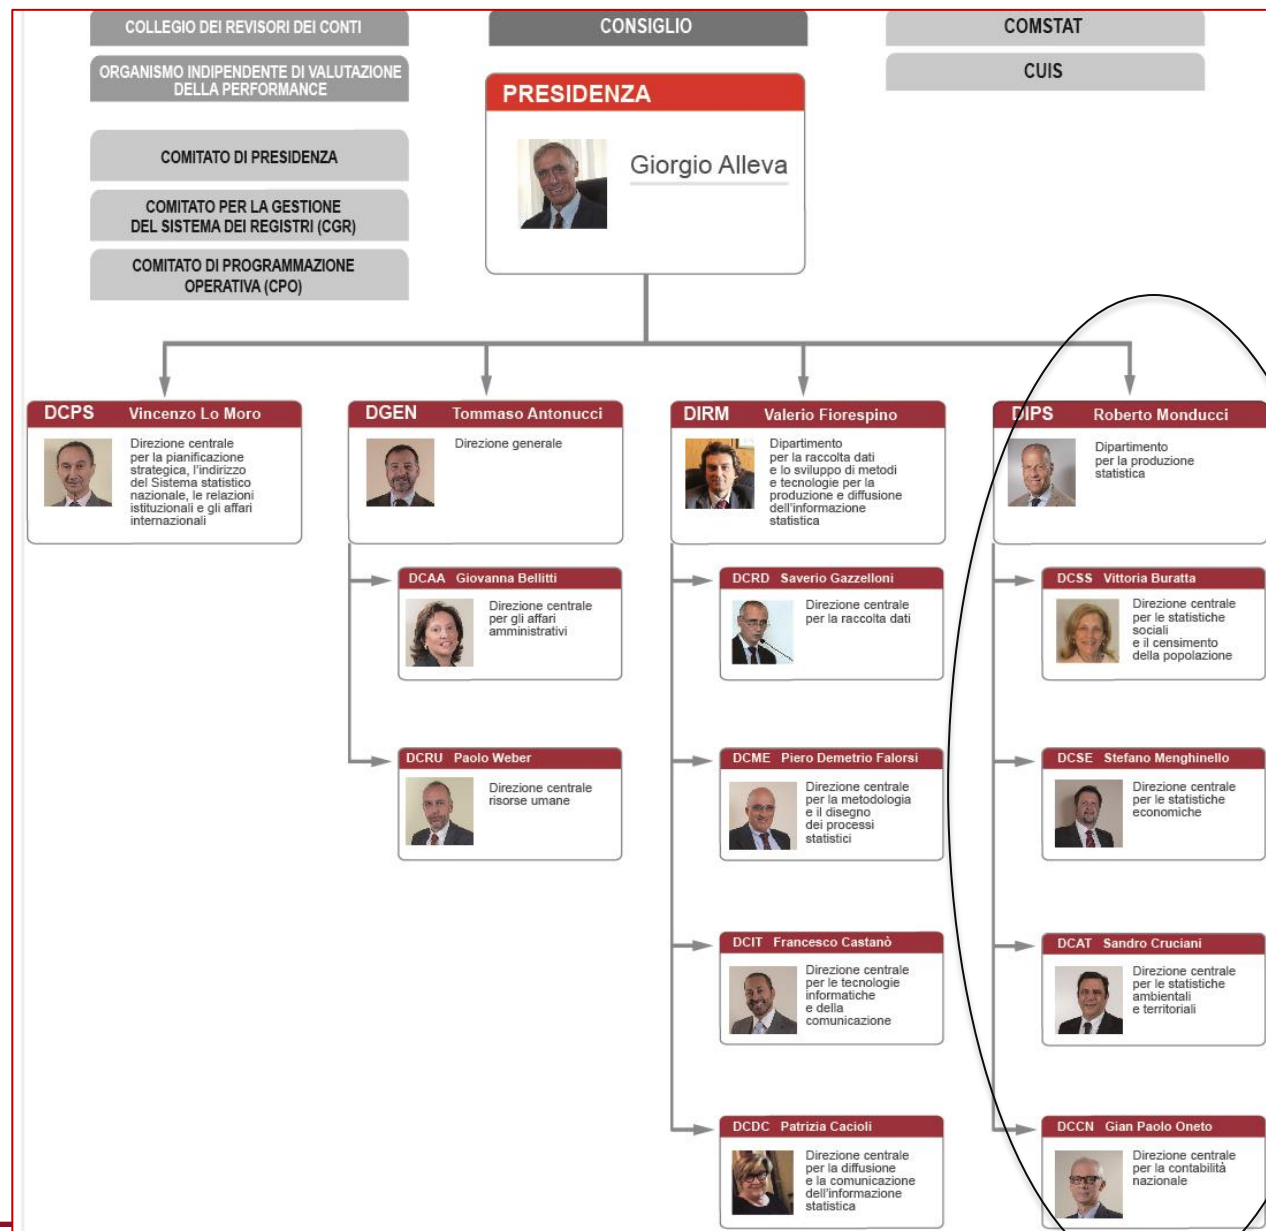 COLLEGIO DEI REVISORI DEI CONTI
ORGANISMO INDIPENDENTE DI VALUTAZIONE
DELLA PERFORMANCE
COMITATO DI PRESIDENZA
COMITATO PER LA GESTIONE
DEL SISTEMA DEI REGISTRI (CGR)
COMITATO DI PROGRAMMAZIONE
OPERATIVA (CPO)
CONSIGLIO
COMSTAT
CUIS
PRESIDENZA
Giorgio Alleva
DCPS Vincenzo Lo Moro
Direzione centrale
per la pianificazione
strategica, l'indirizzo
del Sistema statistico
nazionale, le relazioni
istituzionali e gli affari
internazionali
DGEN Tommaso Antonucci
Direzione generale
DCAA Giovanna Bellitti
Direzione centrale
per gli affari
amministrativi
DCRU Paolo Weber
Direzione centrale
risorse umane
DIRM Valerio Fiorespino
Dipartimento
per la raccolta dati
e lo sviluppo di metodi
e tecnologie per la
produzione e diffusione
dell'informazione
statistica
DCRD Saverio Gazzelloni
Direzione centrale
per la raccolta dati
DCME Piero Demetrio Falorsi
Direzione centrale
per la metodologia
e il disegno
dei processi
statistici
DCIT Francesco Castanò
Direzione centrale
per le tecnologie
informatiche
e della
comunicazione
DCDC Patrizia Cacioli
Direzione centrale
per la diffusione
e la comunicazione
dell'informazione
statistica
DIPS Roberto Monducci
Dipartimento
per la produzione
statistica
DCSS Vittoria Buratta
Direzione centrale
per le statistiche
sociali
e il censimento
della popolazione
DCSE Stefano Menghinello
Direzione centrale
per le statistiche
economiche
DCAT Sandro Cruciani
Direzione centrale
per le statistiche
ambientali
e territoriali
DCCN Gian Paolo Oneto
Direzione centrale
per la contabilità
nazionale